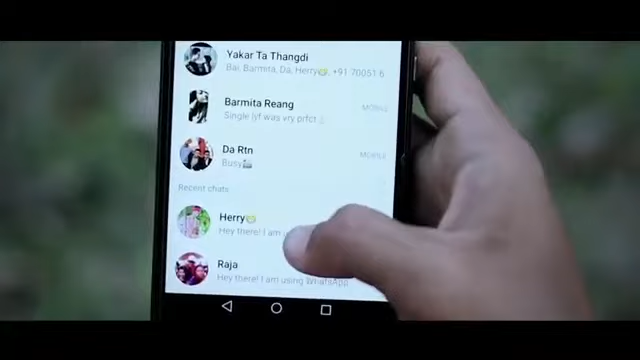 Yakar Ta Thangdi
Bai, Barmita, Da, Herry😊, +91 70051 6
Barmita Reang
MOBILE
Single lyf was vry prfct
Da Rtn
MOBILE
Busy
Recent chats
Herry😊
Hey there! I am u
Raja
Hey there! I am using WhatsApp